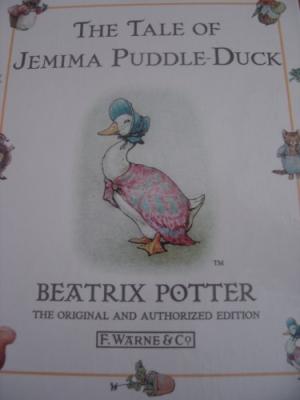 THE TALE OF
JEMIMA PUDDLE-DUCK
TM
BEATRIX POTTER
THE ORIGINAL AND AUTHORIZED EDITION
F. WARNE & Co